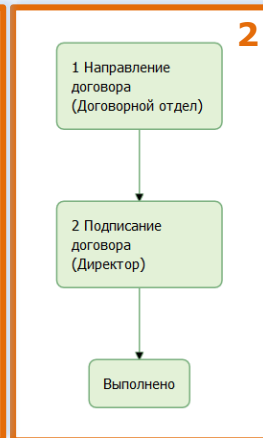 2
1 Направление
договора
(Договорной отдел)
2 Подписание
договора
(Директор)
Выполнено